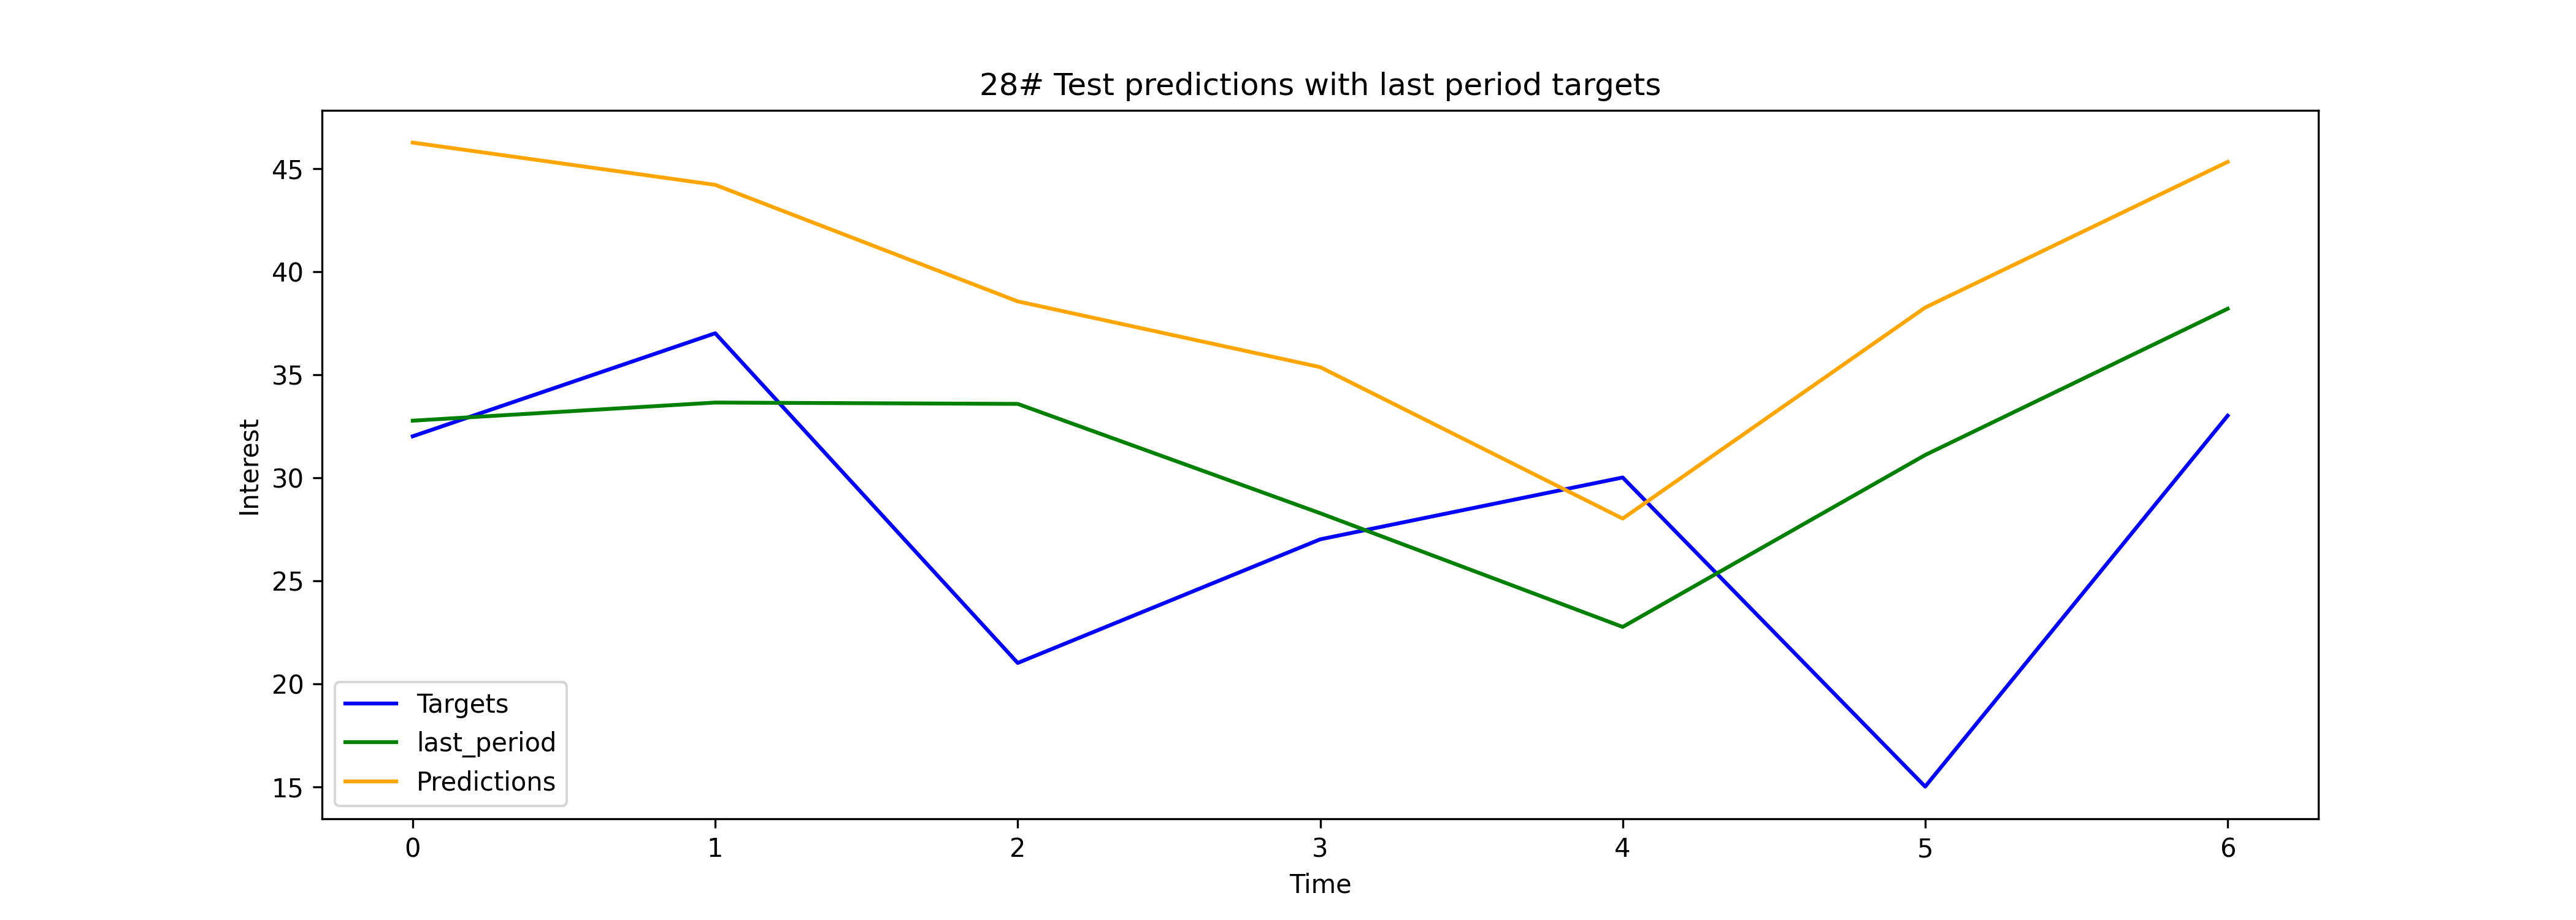 28# Test predictions with last period targets
Interest
45
40
35
30
25
20
15
Targets
last_period
Predictions
0 1 2 3 4 5 6
Time